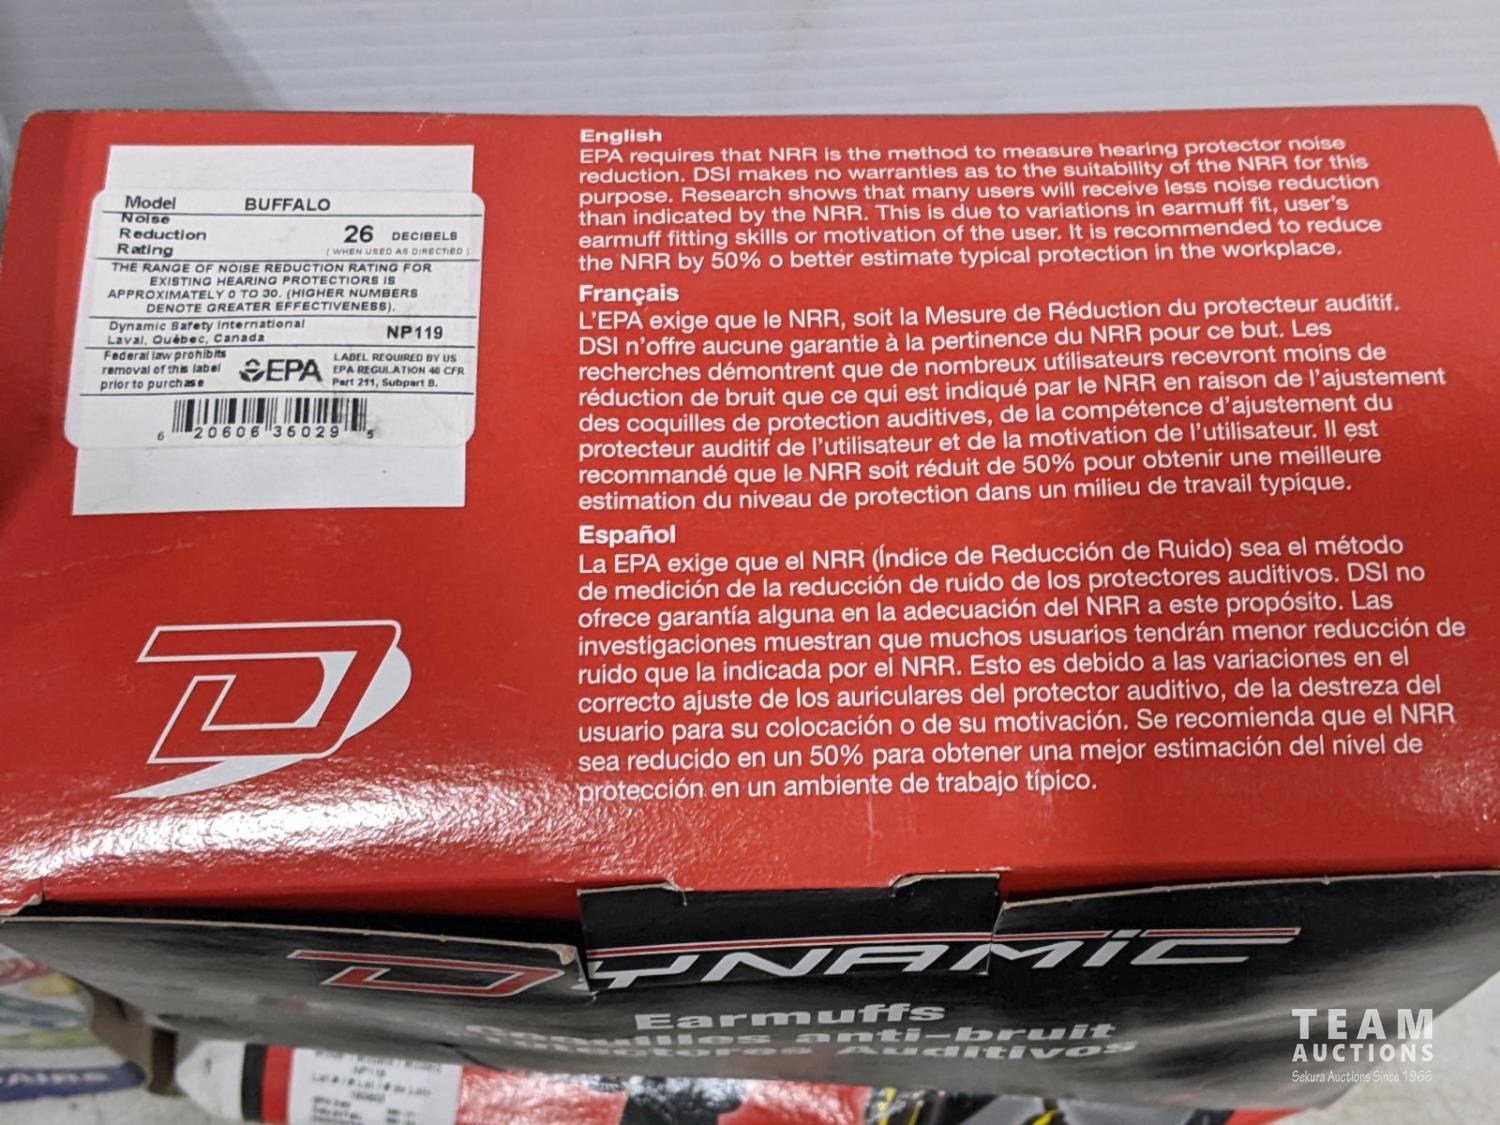 Model BUFFALO
Noise
Reduction 26 DECIBELS
Rating ( WHEN USED AS DIRECTIED )
THE RANGE OF NOISE REDUCTION RATING FOR
EXISTING HEARING PROTECTIORS IS
APPROXIMATELY 0 TO 30. (HIGHER NUMBERS
DENOTE GREATER EFFECTIVENESS).
Dynamic Safety International
Laval, Québec, Canada NP119
Federal law prohibits
removal of this label
prior to purchase
EPA
LABEL REQUIRED BY US
EPA REGULATION 40 CFR
Part 211, Subpart B.
6 20606 36029 5
English
EPA requires that NRR is the method to measure hearing protector noise
reduction. DSI makes no warranties as to the suitability of the NRR for this
purpose. Research shows that many users will receive less noise reduction
than indicated by the NRR. This is due to variations in earmuff fit, user's
earmuff fitting skills or motivation of the user. It is recommended to reduce
the NRR by 50% o better estimate typical protection in the workplace.
Français
L'EPA exige que le NRR, soit la Mesure de Réduction du protecteur auditif.
DSI n'offre aucune garantie à la pertinence du NRR pour ce but. Les
recherches démontrent que de nombreux utilisateurs recevront moins de
réduction de bruit que ce qui est indiqué par le NRR en raison de l'ajustement
des coquilles de protection auditives, de la compétence d'ajustement du
protecteur auditif de l'utilisateur et de la motivation de l'utilisateur. Il est
recommandé que le NRR soit réduit de 50% pour obtenir une meilleure
estimation du niveau de protection dans un milieu de travail typique.
Español
La EPA exige que el NRR (Índice de Reducción de Ruido) sea el método
de medición de la reducción de ruido de los protectores auditivos. DSI no
ofrece garantía alguna en la adecuación del NRR a este propósito. Las
investigaciones muestran que muchos usuarios tendrán menor reducción de
ruido que la indicada por el NRR. Esto es debido a las variaciones en el
correcto ajuste de los auriculares del protector auditivo, de la destreza del
usuario para su colocación o de su motivación. Se recomienda que el NRR
sea reducido en un 50% para obtener una mejor estimación del nivel de
protección en un ambiente de trabajo típico.
DYNAMIC
Earmuffs
Coquilles anti-bruit
Protectores Auditivos
TEAM
AUCTIONS
Sekura Auctions Since 1966